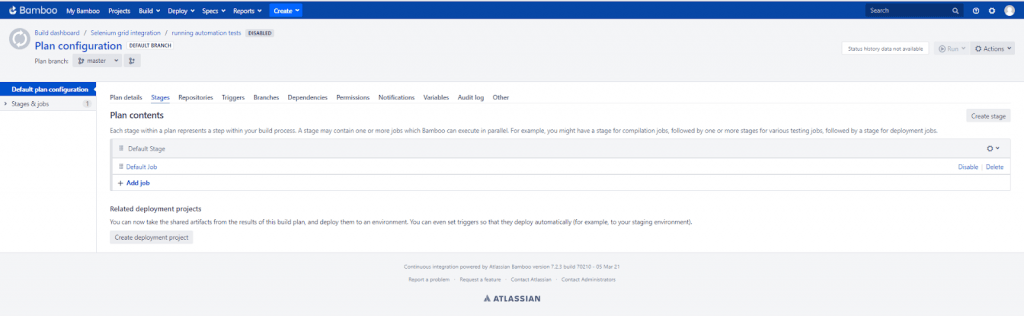 Bamboo My Bamboo Projects Build Deploy Specs Reports Create Search
Build dashboard / Selenium grid integration / running automation tests DISABLED
Plan configuration DEFAULT BRANCH
Status history data not available Run Actions
Plan branch: master
Default plan configuration
Stages & jobs 1
Plan details Stages Repositories Triggers Branches Dependencies Permissions Notifications Variables Audit log Other
Plan contents
Create stage
Each stage within a plan represents a step within your build process. A stage may contain one or more jobs which Bamboo can execute in parallel. For example, you might have a stage for compilation jobs, followed by one or more stages for various testing jobs, followed by a stage for deployment jobs.
Default Stage
Default Job Disable Delete
+ Add job
Related deployment projects
You can now take the shared artifacts from the results of this build plan, and deploy them to an environment. You can even set triggers so that they deploy automatically (for example, to your staging environment).
Create deployment project
Continuous integration powered by Atlassian Bamboo version 7.2.3 build 70210 - 05 Mar 21
Report a problem · Request a feature · Contact Atlassian · Contact Administrators
ATLASSIAN